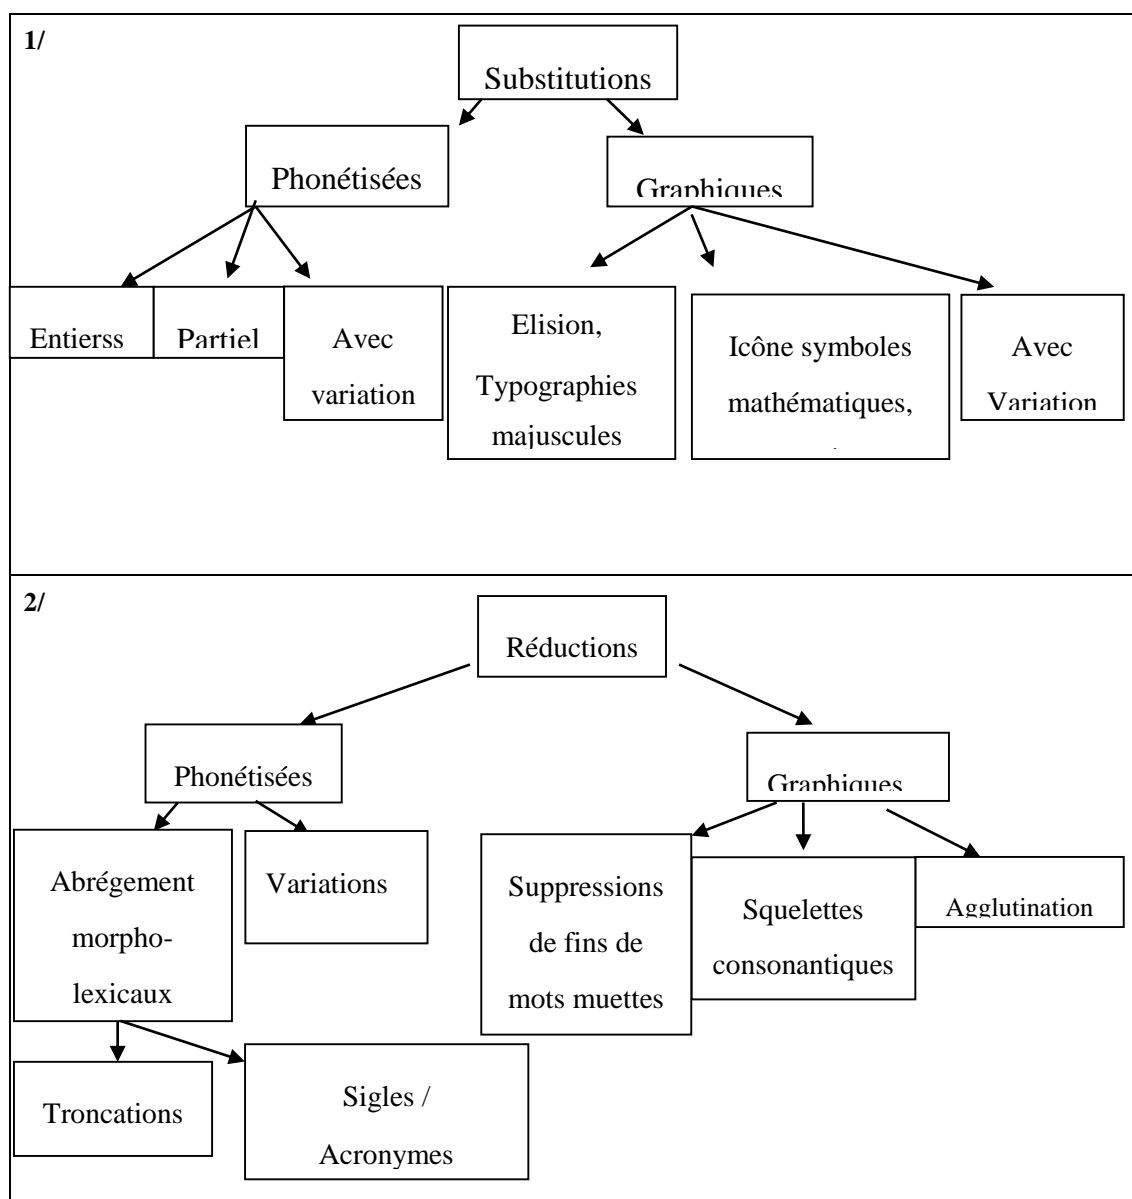 1/
Substitutions
Phonétisées
Graphiques
Entierss
Partiel
Avec
variation
Elision,
Typographies
majuscules
Icône symboles
mathématiques,
Avec
Variation
2/
Réductions
Phonétisées
Graphiques
Abrégement
morpho-
lexicaux
Variations
Suppressions
de fins de
mots muettes
Squelettes
consonantiques
Agglutination
Troncations
Sigles /
Acronymes